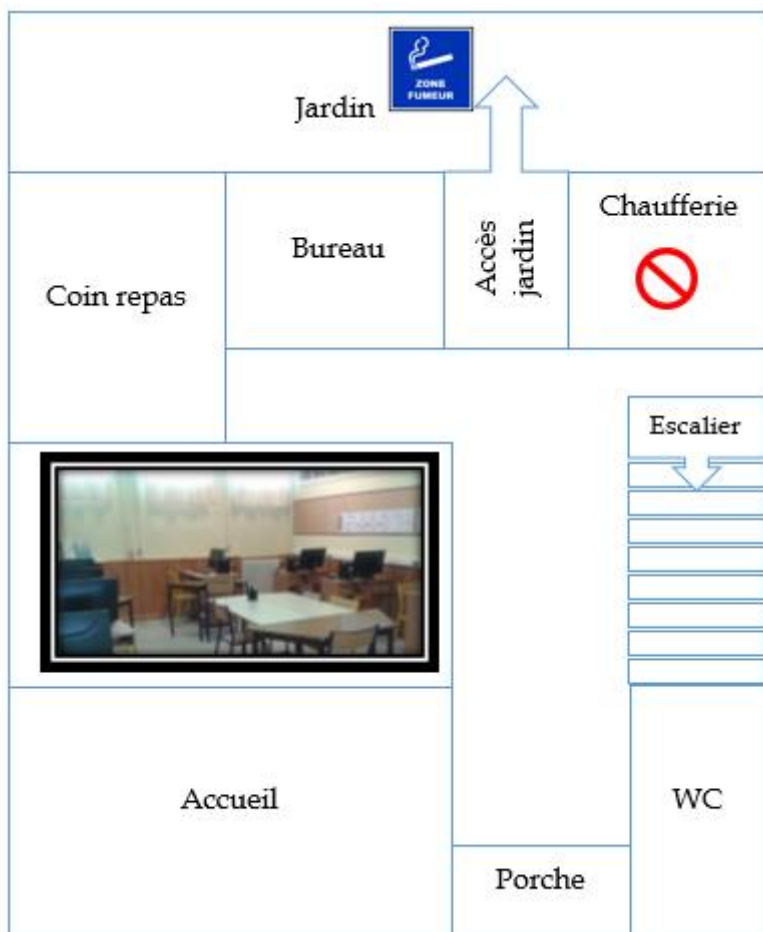 ZONE
FUMEUR
Jardin
Coin repas
Bureau
Accès
jardin
Chaufferie
Escalier
Accueil
WC
Porche